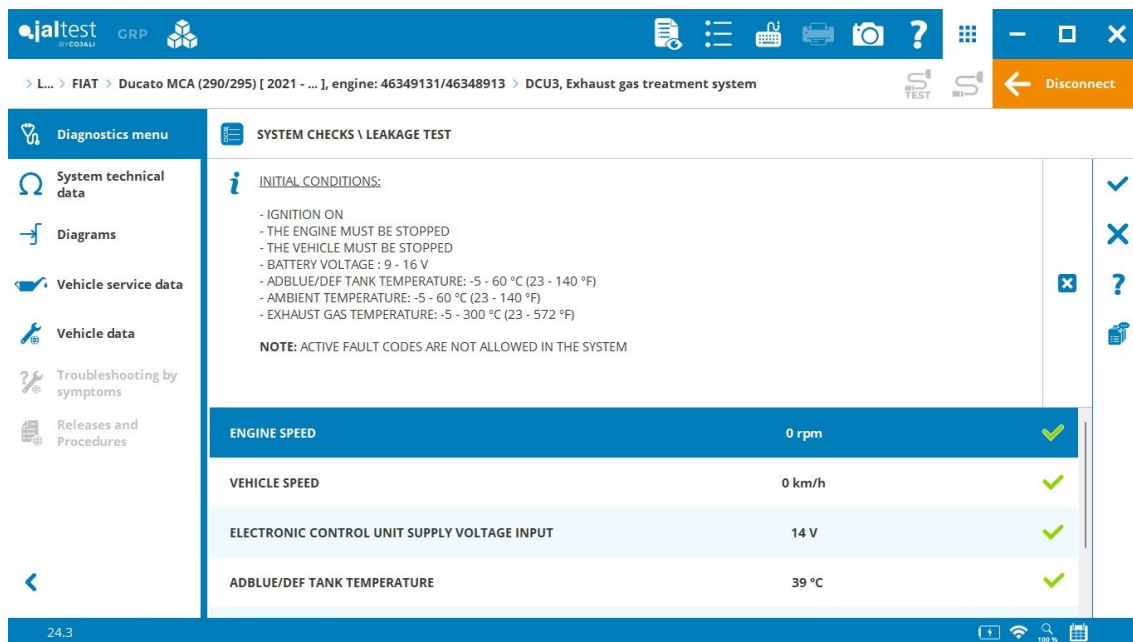 jaltest GRP
BY COJALI
> L... > FIAT > Ducato MCA (290/295) [ 2021 - ... ], engine: 46349131/46348913 > DCU3, Exhaust gas treatment system
TEST
Disconnect
Diagnostics menu
System technical
data
Diagrams
Vehicle service data
Vehicle data
Troubleshooting by
symptoms
Releases and
Procedures
SYSTEM CHECKS \ LEAKAGE TEST
INITIAL CONDITIONS:
- IGNITION ON
- THE ENGINE MUST BE STOPPED
- THE VEHICLE MUST BE STOPPED
- BATTERY VOLTAGE : 9 - 16 V
- ADBLUE/DEF TANK TEMPERATURE: -5 - 60 °C (23 - 140 °F)
- AMBIENT TEMPERATURE: -5 - 60 °C (23 - 140 °F)
- EXHAUST GAS TEMPERATURE: -5 - 300 °C (23 - 572 °F)
NOTE: ACTIVE FAULT CODES ARE NOT ALLOWED IN THE SYSTEM
ENGINE SPEED 0 rpm
VEHICLE SPEED 0 km/h
ELECTRONIC CONTROL UNIT SUPPLY VOLTAGE INPUT 14 V
ADBLUE/DEF TANK TEMPERATURE 39 °C
24.3
100 %